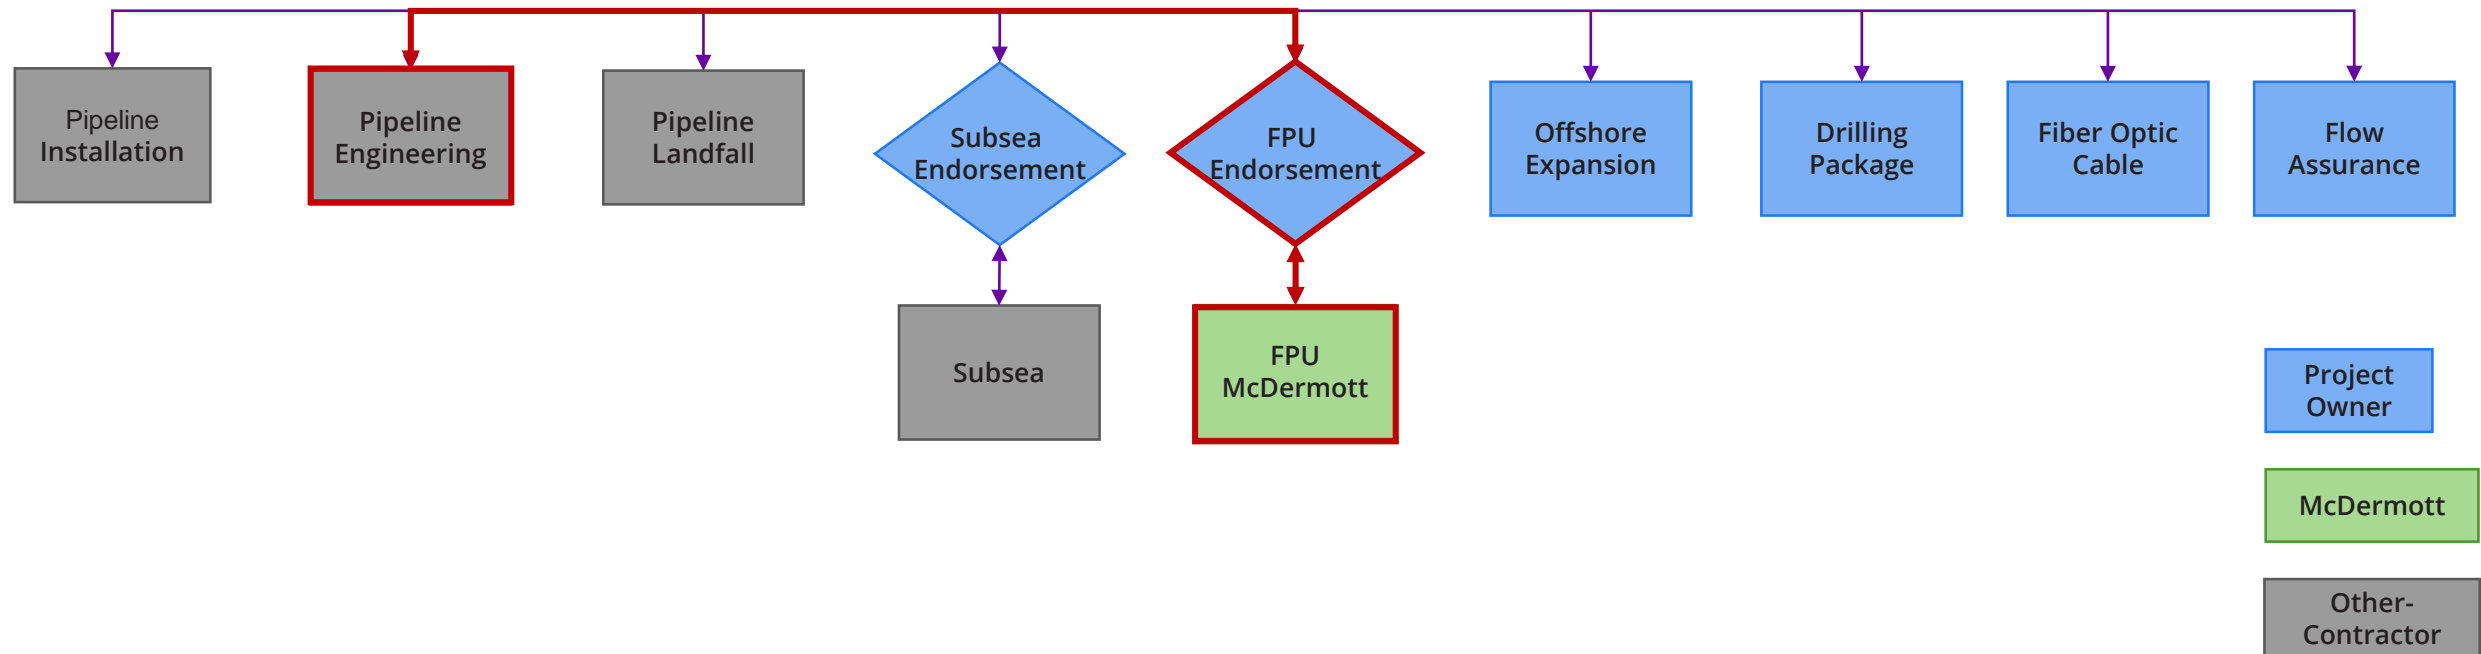 Pipeline
Installation
Pipeline
Engineering
Pipeline
Landfall
Subsea
Endorsement
FPU
Endorsement
Offshore
Expansion
Drilling
Package
Fiber Optic
Cable
Flow
Assurance
Subsea
FPU
McDermott
Project
Owner
McDermott
Other-
Contractor